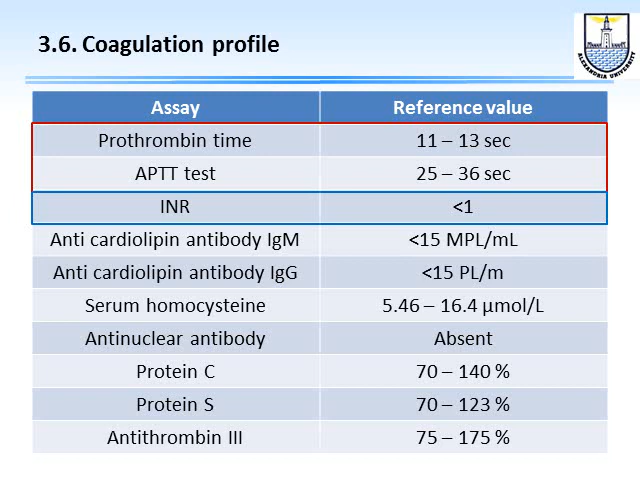 3.6. Coagulation profile
ALEXANDRIA UNIVERSITY
Assay Reference value
Prothrombin time 11 – 13 sec
APTT test 25 – 36 sec
INR <1
Anti cardiolipin antibody IgM <15 MPL/mL
Anti cardiolipin antibody IgG <15 PL/m
Serum homocysteine 5.46 – 16.4 µmol/L
Antinuclear antibody Absent
Protein C 70 – 140 %
Protein S 70 – 123 %
Antithrombin III 75 – 175 %